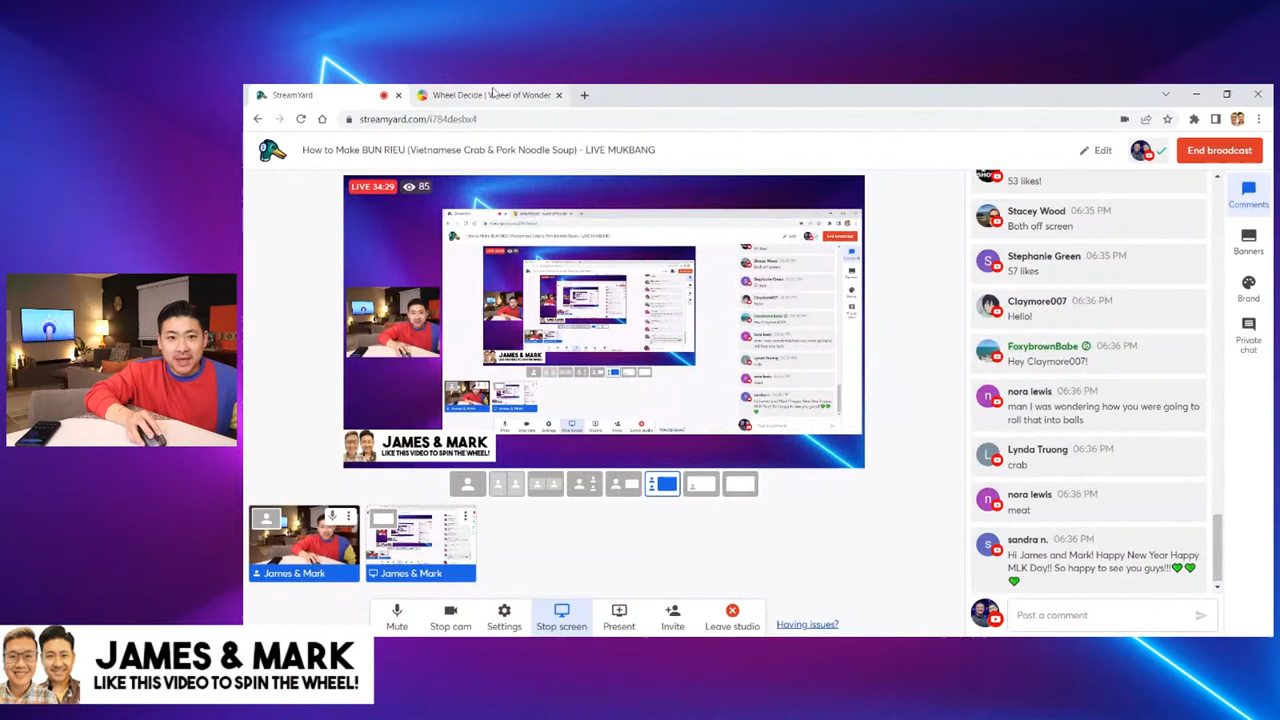 StreamYard
Wheel Decide | Wheel of Wonder
streamyard.com/i784desbx4
How to Make BUN RIEU (Vietnamese Crab & Pork Noodle Soup) - LIVE MUKBANG
Edit
End broadcast
LIVE 34:29
85
JAMES & MARK
LIKE THIS VIDEO TO SPIN THE WHEEL!
James & Mark
James & Mark
Mute
Stop cam
Settings
Stop screen
Present
Invite
Leave studio
Having issues?
53 likes!
Stacey Wood 06:35 PM
Both off screen
Stephanie Green 06:35 PM
57 likes
Claymore007 06:36 PM
Hello!
FoxybrownBabe 06:36 PM
Hey Claymore007!
nora lewis 06:36 PM
man I was wondering how you were going to
roll that into balls
Lynda Truong 06:36 PM
crab
nora lewis 06:36 PM
meat
sandra n. 06:36 PM
Hi James and Mark! Happy New Year Happy
MLK Day!! So happy to see you guys!!!💚💚
💚
Post a comment
Comments
Banners
Brand
Private
chat
JAMES & MARK
LIKE THIS VIDEO TO SPIN THE WHEEL!